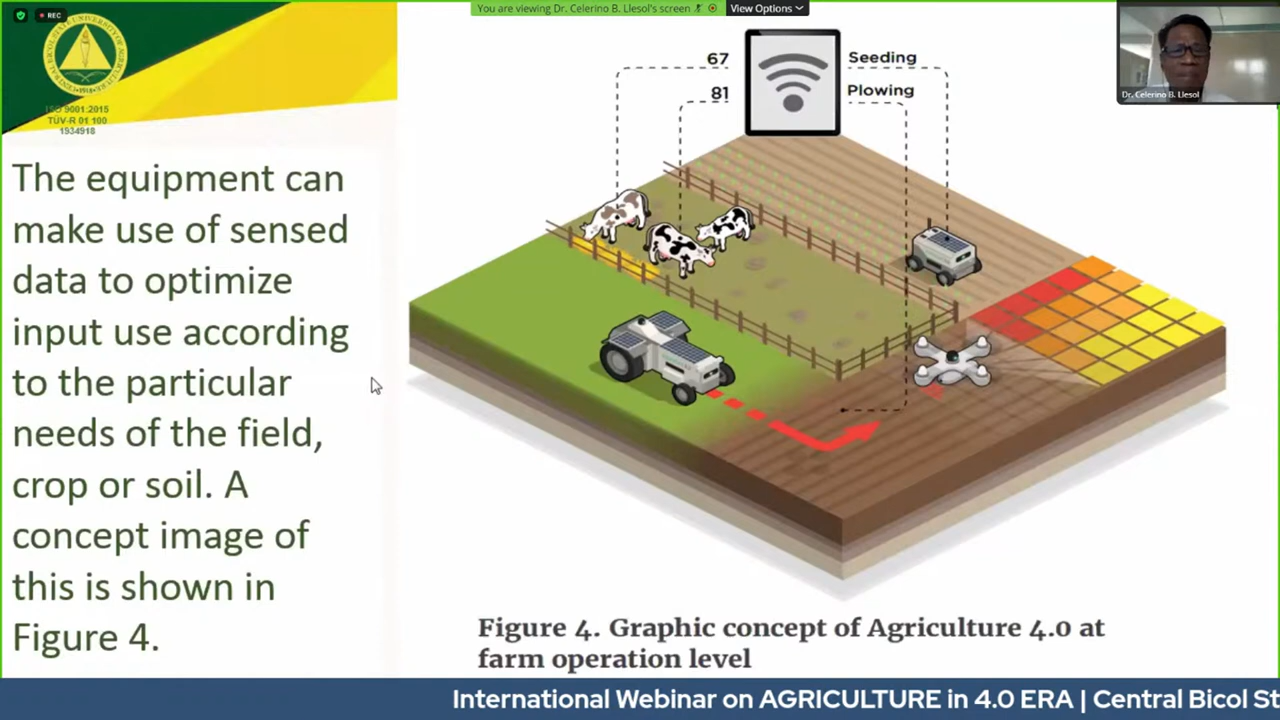 REC
You are viewing Dr. Celerino B. Llesol's screen
View Options
ISO 9001:2015
TÜV-R 01 100
1934918
The equipment can
make use of sensed
data to optimize
input use according
to the particular
needs of the field,
crop or soil. A
concept image of
this is shown in
Figure 4.
67
81
Seeding
Plowing
Dr. Celerino B. Llesol
Figure 4. Graphic concept of Agriculture 4.0 at
farm operation level
International Webinar on AGRICULTURE in 4.0 ERA | Central Bicol St